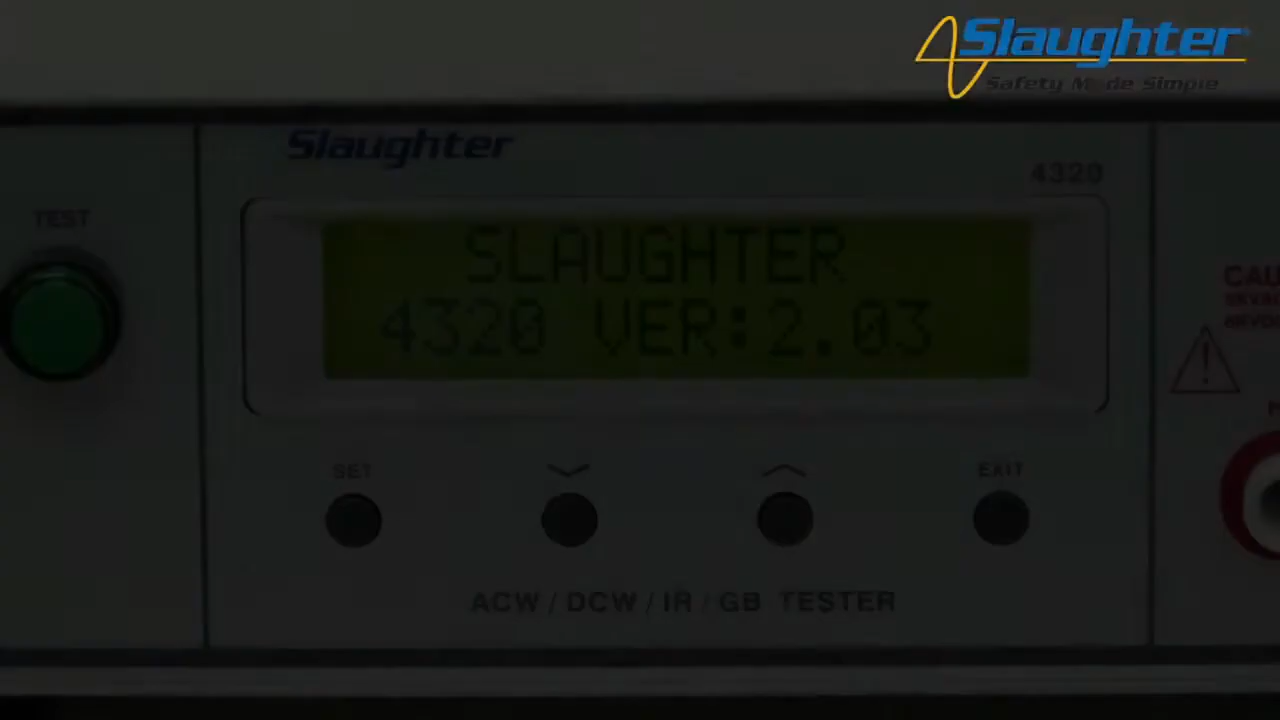 Slaughter
Safety Made Simple
Slaughter
4320
TEST
SLAUGHTER
4320 VER:2.03
SET
EXIT
ACW / DCW / IR / GB TESTER